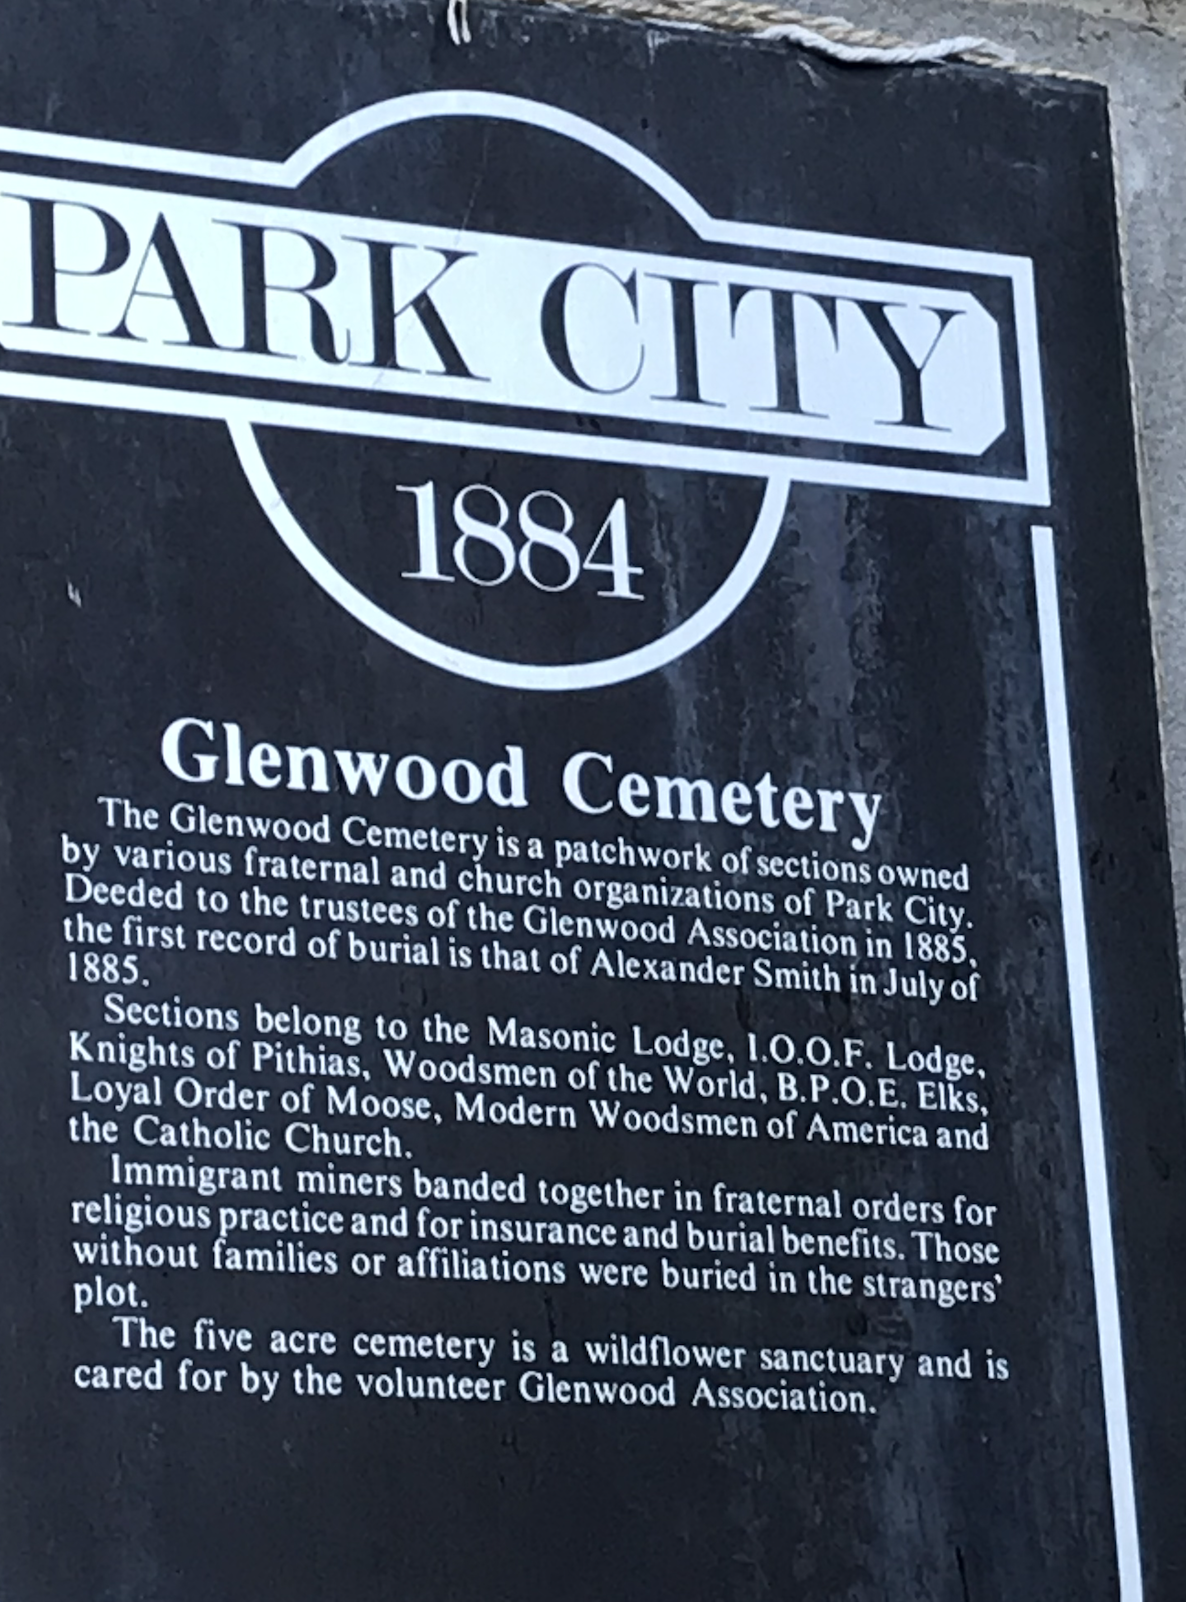 PARK CITY
1884
Glenwood Cemetery
The Glenwood Cemetery is a patchwork of sections owned
by various fraternal and church organizations of Park City.
Deeded to the trustees of the Glenwood Association in 1885,
the first record of burial is that of Alexander Smith in July of
1885.
Sections belong to the Masonic Lodge, I.O.O.F. Lodge,
Knights of Pithias, Woodsmen of the World, B.P.O.E. Elks,
Loyal Order of Moose, Modern Woodsmen of America and
the Catholic Church.
Immigrant miners banded together in fraternal orders for
religious practice and for insurance and burial benefits. Those
without families or affiliations were buried in the strangers'
plot.
The five acre cemetery is a wildflower sanctuary and is
cared for by the volunteer Glenwood Association.